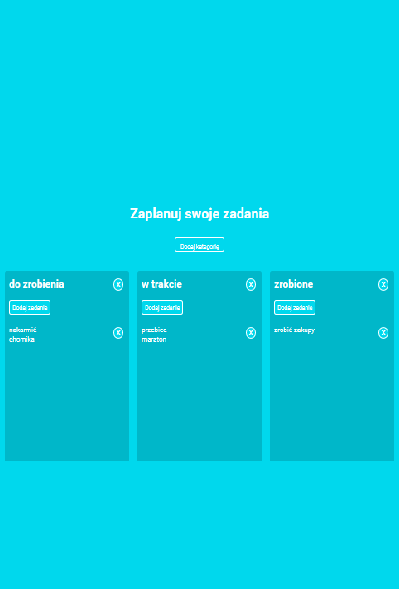 Zaplanuj swoje zadania
Dodaj kategorię
do zrobienia
X
w trakcie
X
zrobione
X
Dodaj zadanie
Dodaj zadanie
Dodaj zadanie
nakarmić
chomika
X
przebiec
maraton
X
zrobić zakupy
X